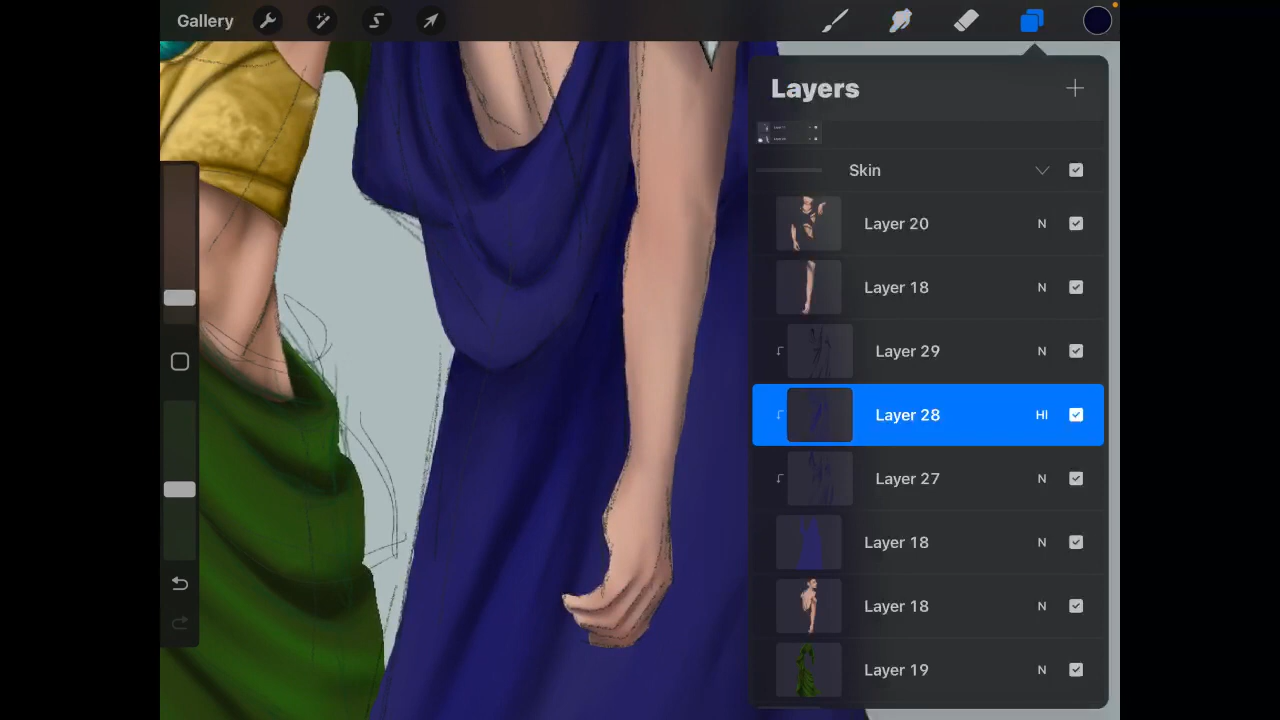 Gallery
Layers
Skin
Layer 20 N
Layer 18 N
Layer 29 N
Layer 28 HI
Layer 27 N
Layer 18 N
Layer 18 N
Layer 19 N